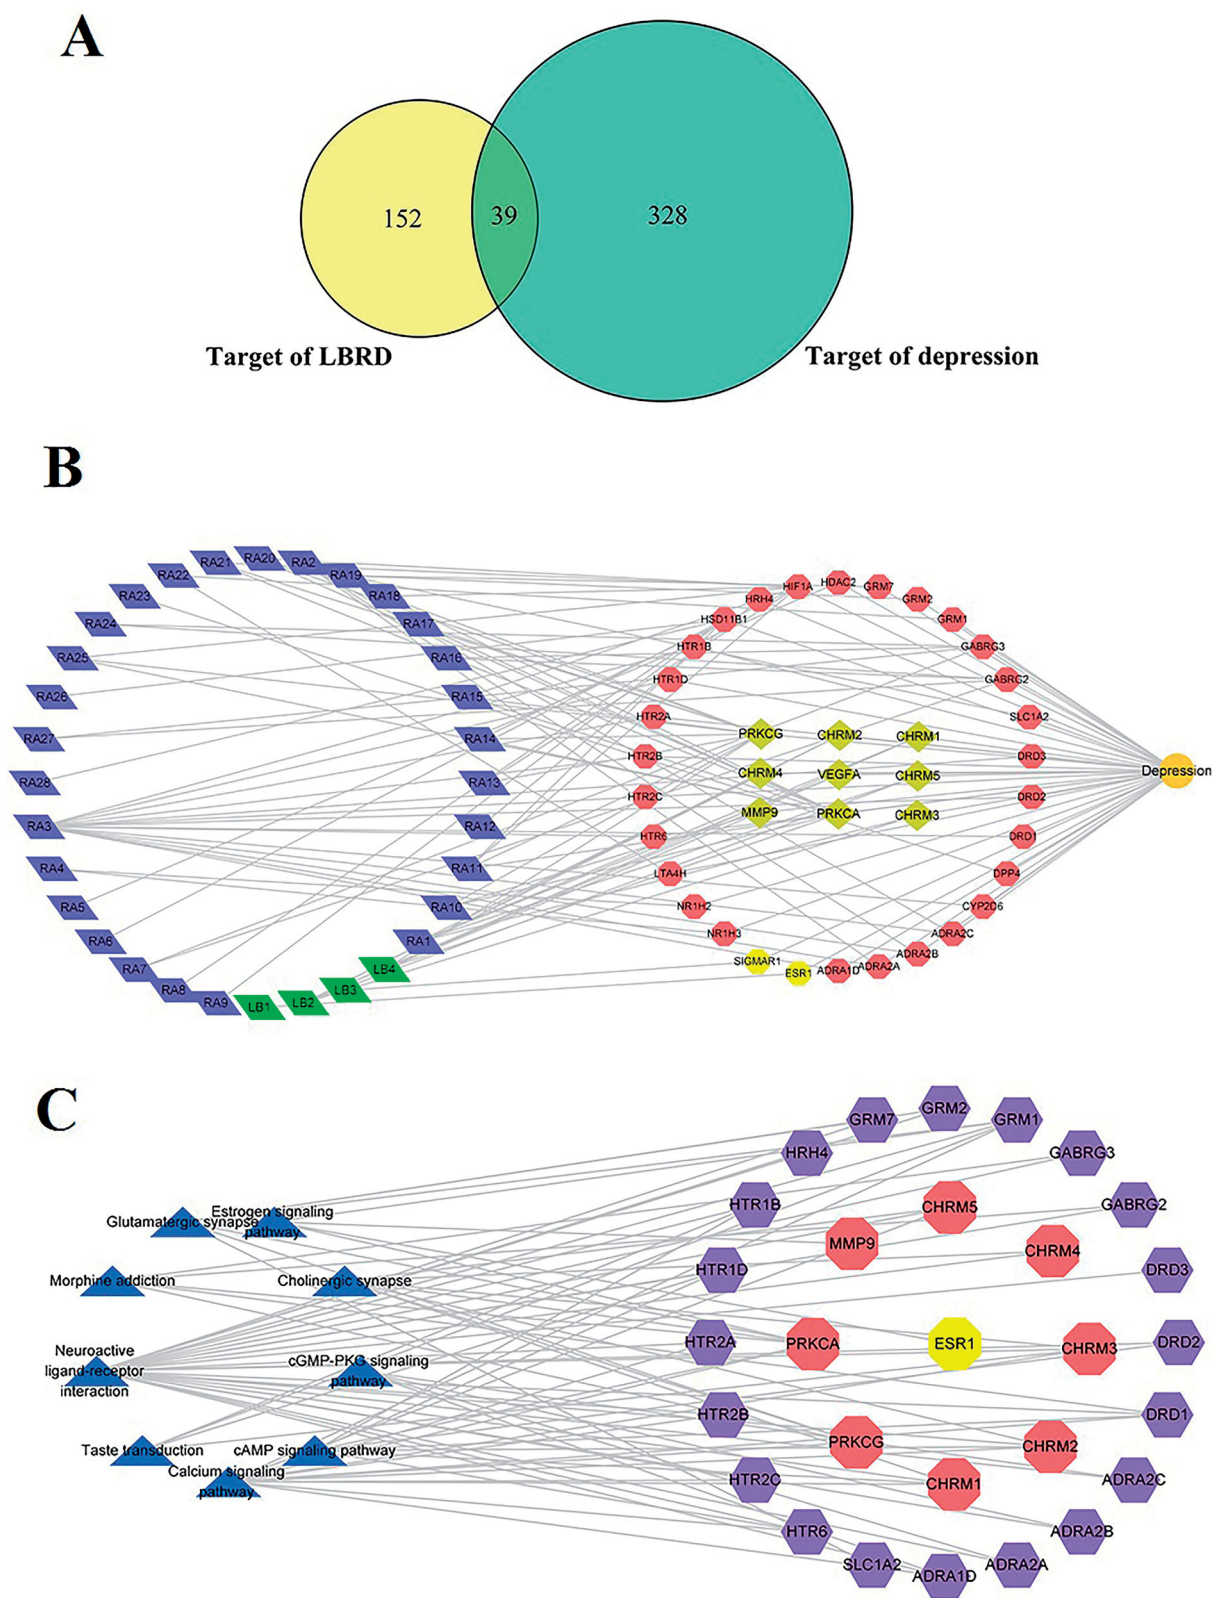 A
152
39
328
Target of LBRD
Target of depression
B
RA21
RA20
RA2
RA19
RA22
RA18
RA23
RA17
RA24
RA16
RA25
RA15
RA26
RA14
RA27
RA13
RA28
RA12
RA3
RA11
RA4
RA10
RA5
RA1
RA6
RA7
LB4
RA8
LB3
RA9
LB1
LB2
HIF1A
HDAC2
GRM7
HRH4
GRM2
HSD11B1
GRM1
HTR1B
GABRG3
HTR1D
GABRG2
HTR2A
SLC1A2
PRKCG
CHRM2
CHRM1
HTR2B
DRD3
CHRM4
VEGFA
CHRM5
Depression
HTR2C
DRD2
MMP9
PRKCA
CHRM3
HTR6
DRD1
LTA4H
DPP4
NR1H2
CYP2D6
NR1H3
ADRA2C
SIGMAR1
ADRA2B
ESR1
ADRA1D
ADRA2A
C
Glutamatergic synapse
Estrogen signaling
pathway
Morphine addiction
Cholinergic synapse
Neuroactive
ligand-receptor
interaction
cGMP-PKG signaling
pathway
Taste transduction
cAMP signaling pathway
Calcium signaling
pathway
GRM7
GRM2
GRM1
HRH4
GABRG3
HTR1B
CHRM5
GABRG2
MMP9
CHRM4
HTR1D
DRD3
HTR2A
PRKCA
ESR1
CHRM3
DRD2
HTR2B
DRD1
PRKCG
CHRM2
HTR2C
CHRM1
ADRA2C
HTR6
ADRA2B
SLC1A2
ADRA1D
ADRA2A